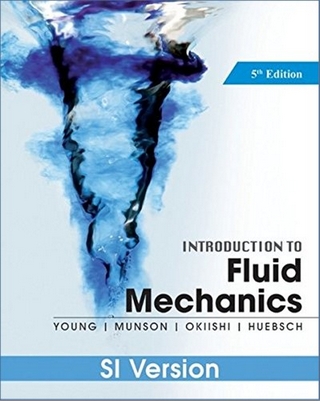 5th Edition
INTRODUCTION TO
Fluid
Mechanics
YOUNG | MUNSON | OKIISHI | HUEBSCH
SI Version